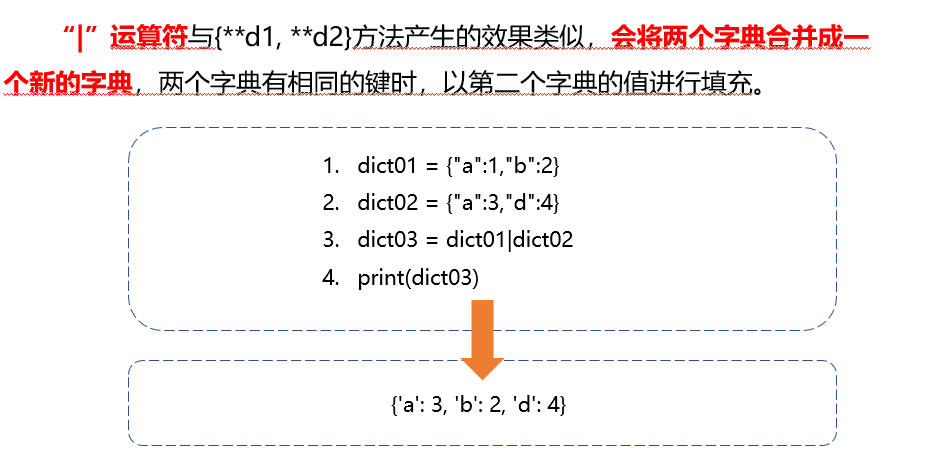 “|”运算符与{**d1, **d2}方法产生的效果类似，会将两个字典合并成一
个新的字典，两个字典有相同的键时，以第二个字典的值进行填充。
1. dict01 = {"a":1,"b":2}
2. dict02 = {"a":3,"d":4}
3. dict03 = dict01|dict02
4. print(dict03)
{'a': 3, 'b': 2, 'd': 4}